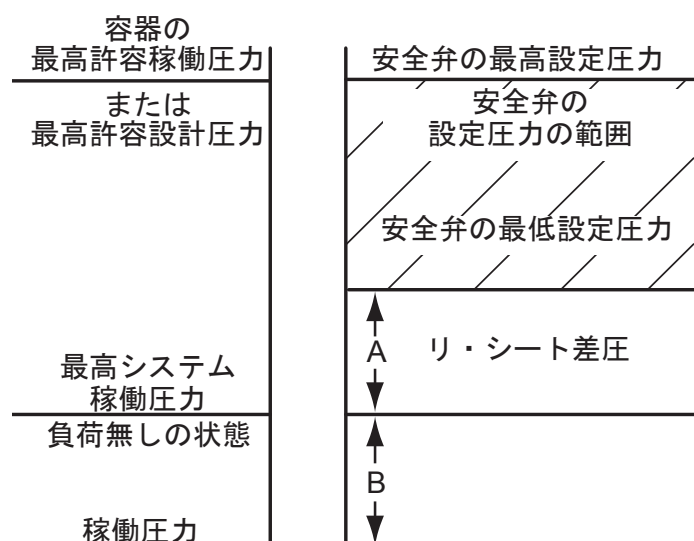 容器の
最高許容稼働圧力
または
最高許容設計圧力
最高システム
稼働圧力
負荷無しの状態
稼働圧力
安全弁の最高設定圧力
安全弁の
設定圧力の範囲
安全弁の最低設定圧力
A
リ・シート差圧
B